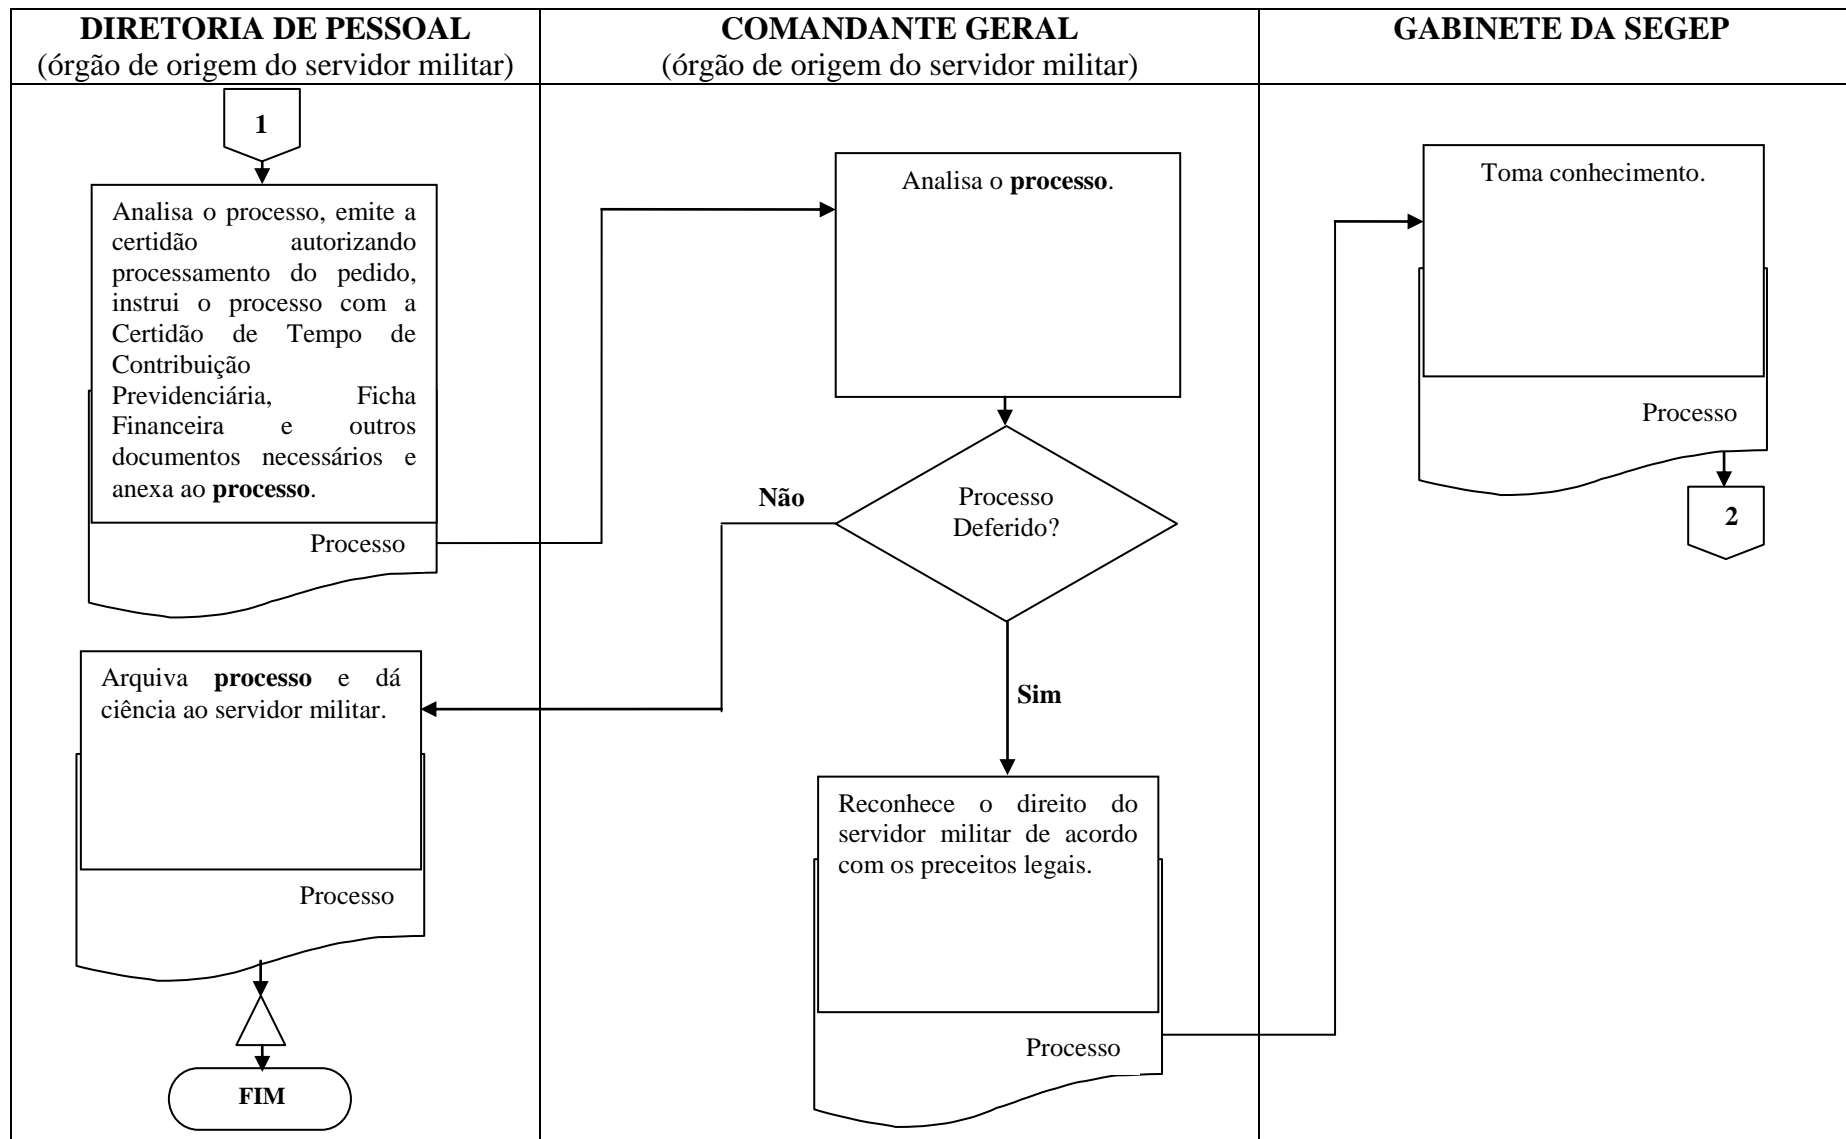 DIRETORIA DE PESSOAL
(órgão de origem do servidor militar)
COMANDANTE GERAL
(órgão de origem do servidor militar)
GABINETE DA SEGEP
1
Analisa o processo, emite a
certidão autorizando
processamento do pedido,
instrui o processo com a
Certidão de Tempo de
Contribuição
Previdenciária, Ficha
Financeira e outros
documentos necessários e
anexa ao processo.
Processo
Arquiva processo e dá
ciência ao servidor militar.
Processo
FIM
Analisa o processo.
Processo
Deferido?
Não
Sim
Reconhece o direito do
servidor militar de acordo
com os preceitos legais.
Processo
Toma conhecimento.
Processo
2